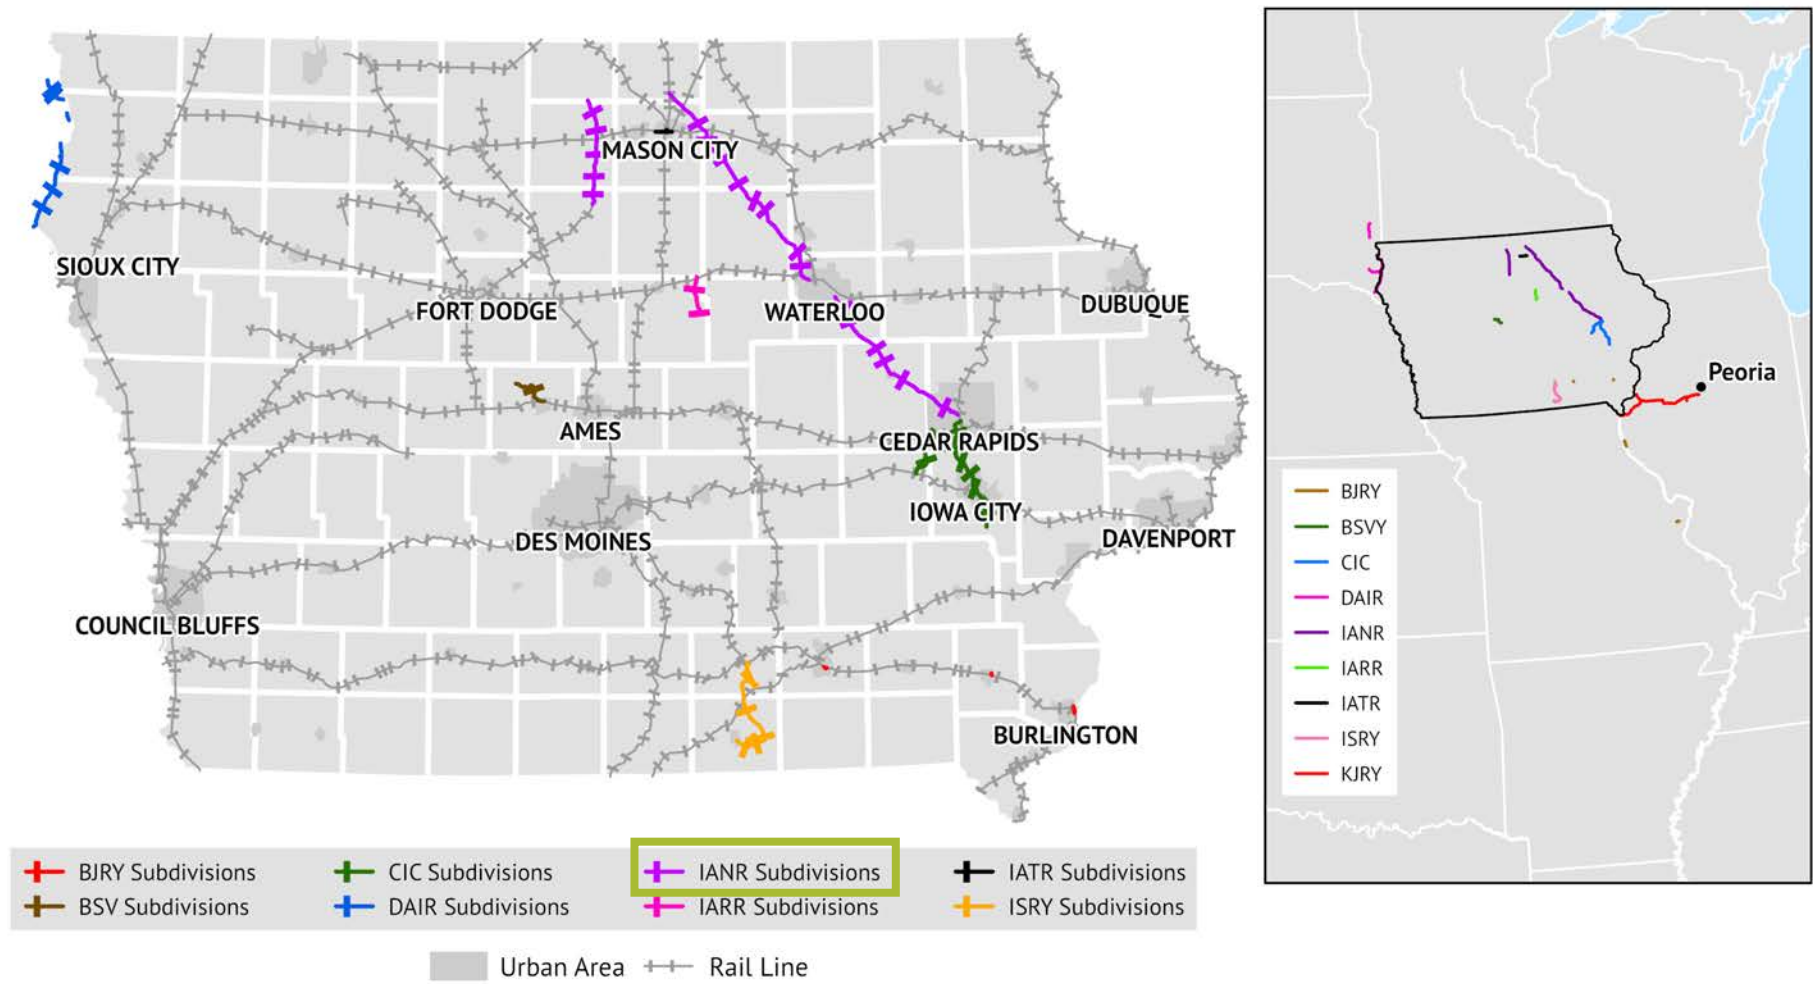 MASON CITY
SIOUX CITY
FORT DODGE
WATERLOO
DUBUQUE
AMES
CEDAR RAPIDS
IOWA CITY
DES MOINES
DAVENPORT
COUNCIL BLUFFS
BURLINGTON
BJRY Subdivisions
CIC Subdivisions
IANR Subdivisions
IATR Subdivisions
BSV Subdivisions
DAIR Subdivisions
IARR Subdivisions
ISRY Subdivisions
Urban Area
Rail Line
Peoria
BJRY
BSVY
CIC
DAIR
IANR
IARR
IATR
ISRY
KJRY